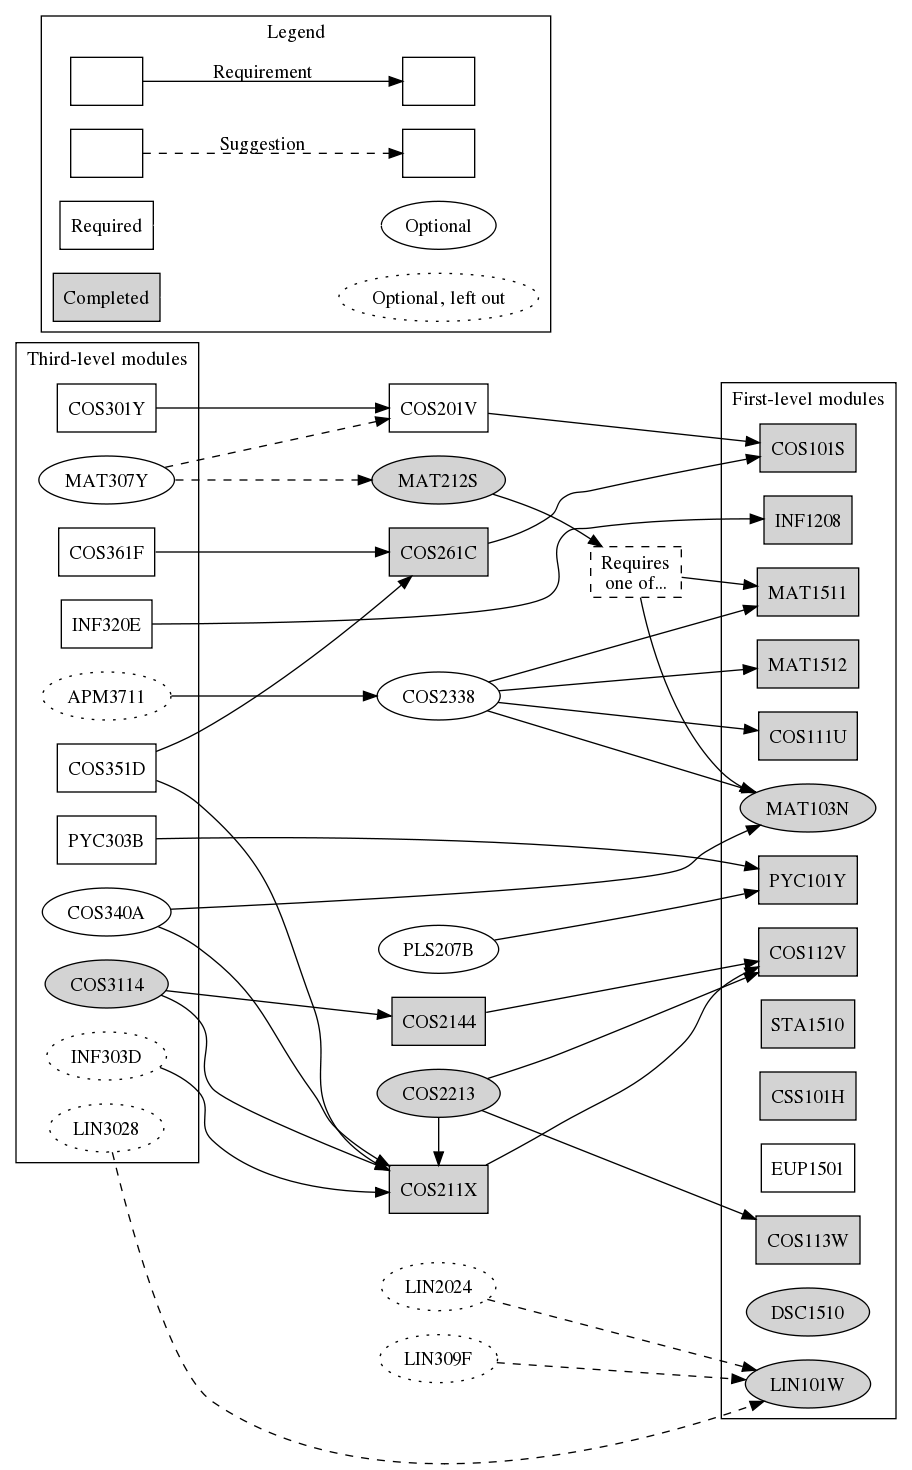 Legend
Requirement
Suggestion
Required
Optional
Completed
Optional, left out
Third-level modules
COS301Y
MAT307Y
COS361F
INF320E
APM3711
COS351D
PYC303B
COS340A
COS3114
INF303D
LIN3028
COS201V
MAT212S
COS261C
COS2338
PLS207B
COS2144
COS2213
COS211X
LIN2024
LIN309F
Requires
one of...
First-level modules
COS101S
INF1208
MAT1511
MAT1512
COS111U
MAT103N
PYC101Y
COS112V
STA1510
CSS101H
EUP1501
COS113W
DSC1510
LIN101W